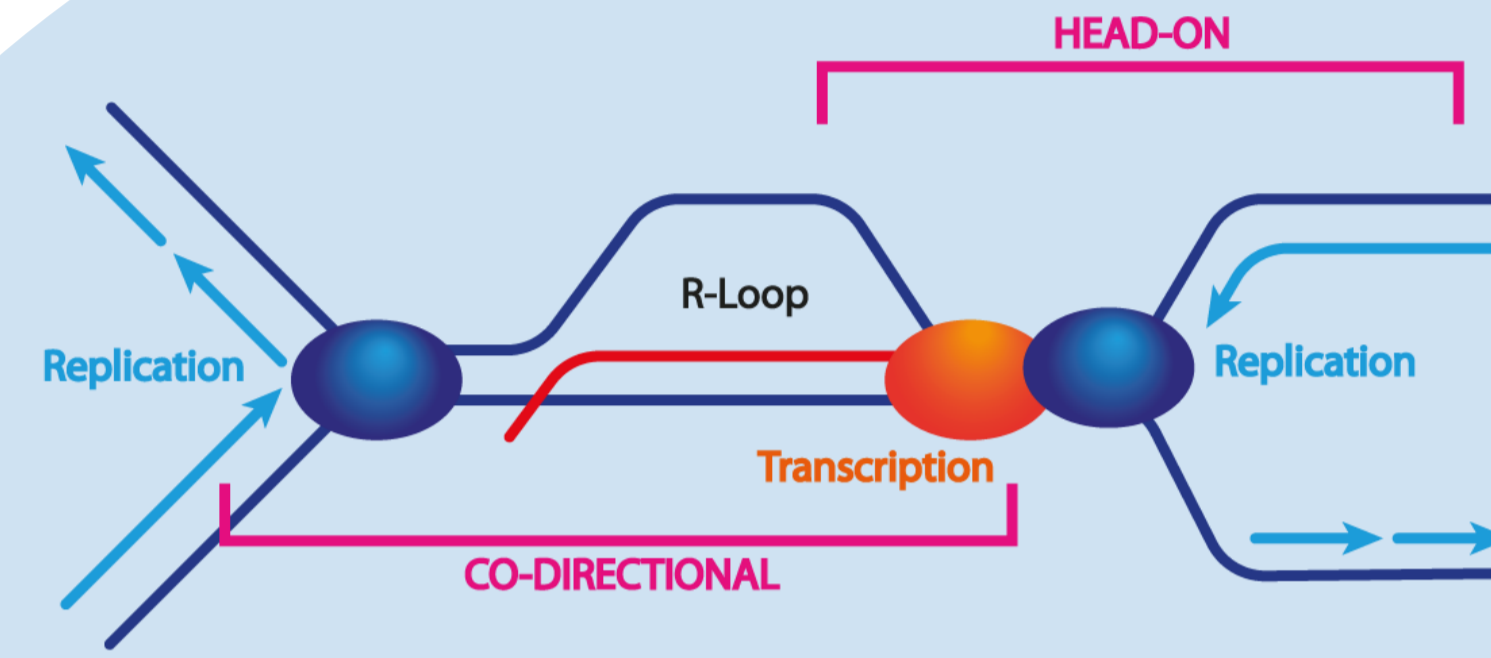 HEAD-ON
R-Loop
Replication
Replication
Transcription
CO-DIRECTIONAL